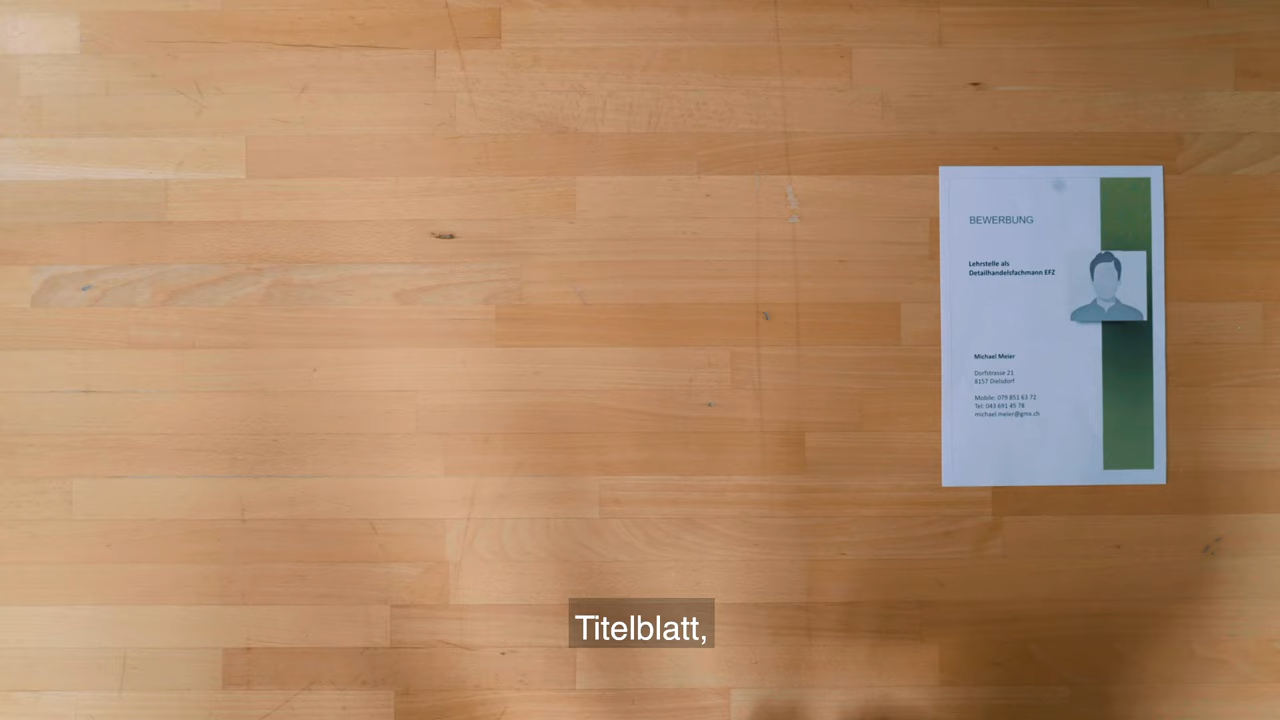 BEWERBUNG
Lehrstelle als
Detailhandelsfachmann EFZ
Michael Meier
Dorfstrasse 21
8157 Dielsdorf
Mobile: 079 851 63 72
Tel: 043 691 45 78
michael.meier@gmx.ch
Titelblatt,